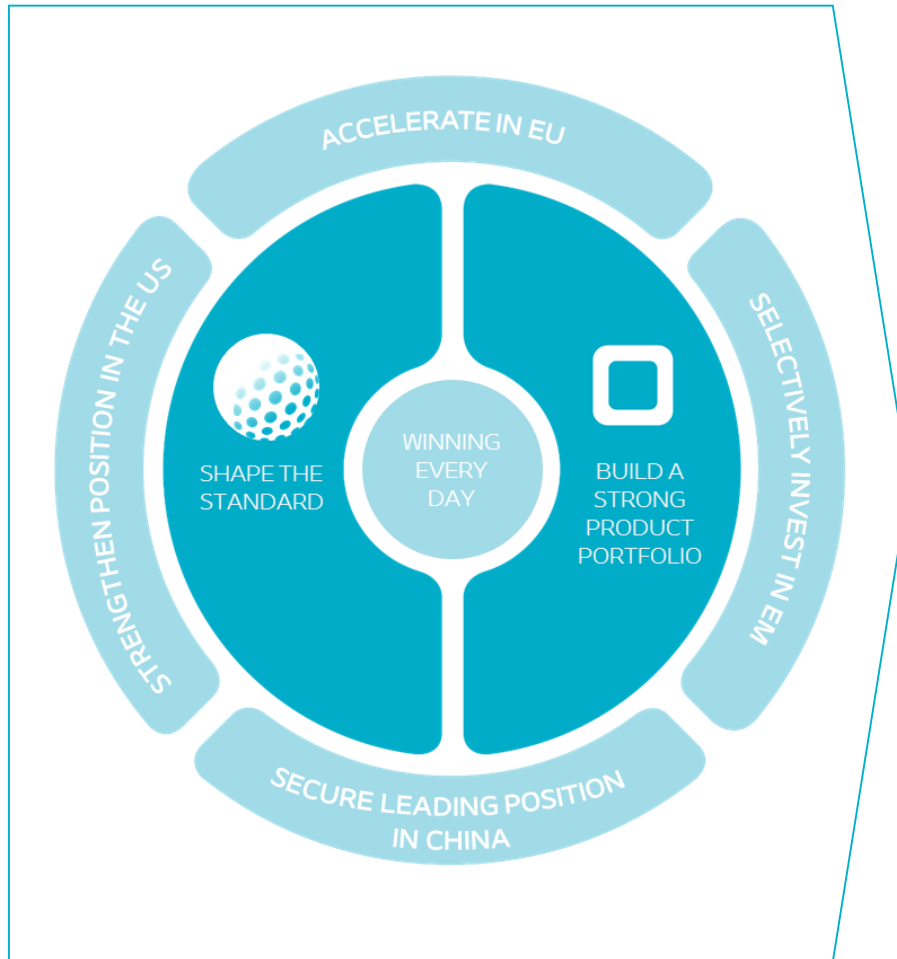 ACCELERATE IN EU
STRENGTHEN POSITION IN THE US
SELECTIVELY INVEST IN EM
SHAPE THE
STANDARD
WINNING
EVERY
DAY
BUILD A
STRONG
PRODUCT
PORTFOLIO
SECURE LEADING POSITION
IN CHINA